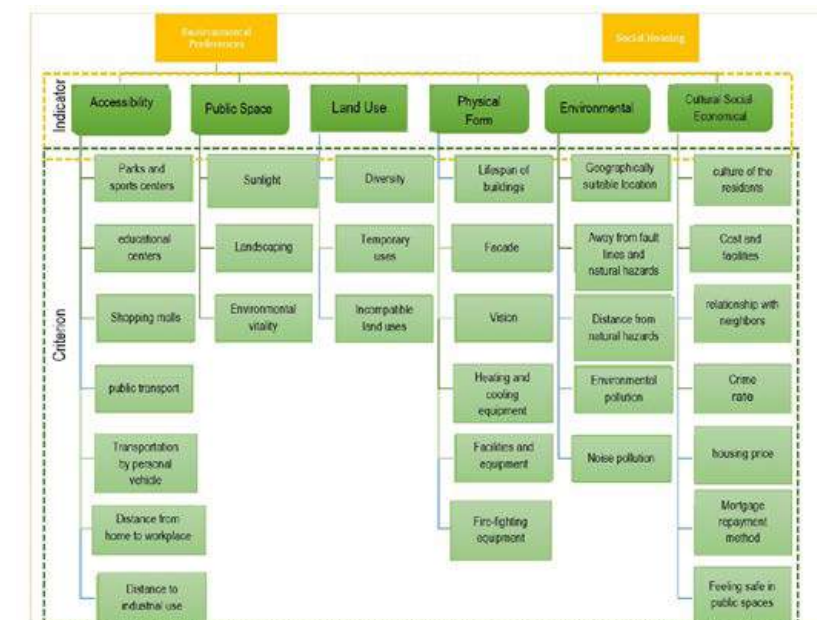 Environmental
Preferences
Social Housing
Indicator
Accessibility
Public Space
Land Use
Physical
Form
Environmental
Cultural Social
Economical
Criterion
Parks and
sports centers
educational
centers
Shopping malls
public transport
Transportation
by personal
vehicle
Distance from
home to workplace
Distance to
industrial use
Sunlight
Landscaping
Environmental
vitality
Diversity
Temporary
uses
Incompatible
land uses
Lifespan of
buildings
Facade
Vision
Heating and
cooling
equipment
Facilities and
equipment
Fire-fighting
equipment
Geographically
suitable location
Away from fault
lines and
natural hazards
Distance from
natural hazards
Environmental
pollution
Noise pollution
culture of the
residents
Cost and
facilities
relationship with
neighbors
Crime
rate
housing price
Mortgage
repayment
method
Feeling safe in
public spaces